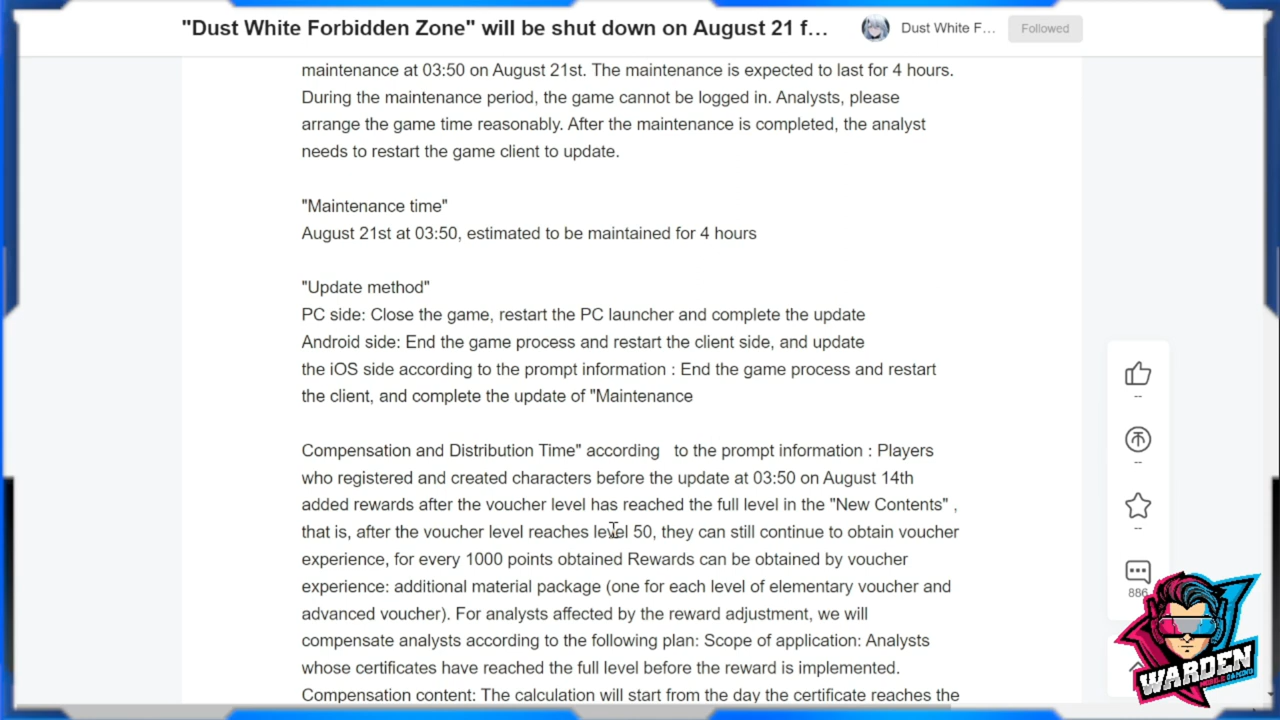 "Dust White Forbidden Zone" will be shut down on August 21 f...
Dust White F...
Followed
maintenance at 03:50 on August 21st. The maintenance is expected to last for 4 hours.
During the maintenance period, the game cannot be logged in. Analysts, please
arrange the game time reasonably. After the maintenance is completed, the analyst
needs to restart the game client to update.
"Maintenance time"
August 21st at 03:50, estimated to be maintained for 4 hours
"Update method"
PC side: Close the game, restart the PC launcher and complete the update
Android side: End the game process and restart the client side, and update
the iOS side according to the prompt information : End the game process and restart
the client, and complete the update of "Maintenance
Compensation and Distribution Time" according to the prompt information : Players
who registered and created characters before the update at 03:50 on August 14th
added rewards after the voucher level has reached the full level in the "New Contents" ,
that is, after the voucher level reaches level 50, they can still continue to obtain voucher
experience, for every 1000 points obtained Rewards can be obtained by voucher
experience: additional material package (one for each level of elementary voucher and
advanced voucher). For analysts affected by the reward adjustment, we will
compensate analysts according to the following plan: Scope of application: Analysts
whose certificates have reached the full level before the reward is implemented.
Compensation content: The calculation will start from the day the certificate reaches the
--
--
--
886
WARDEN
MOBILE GAMING